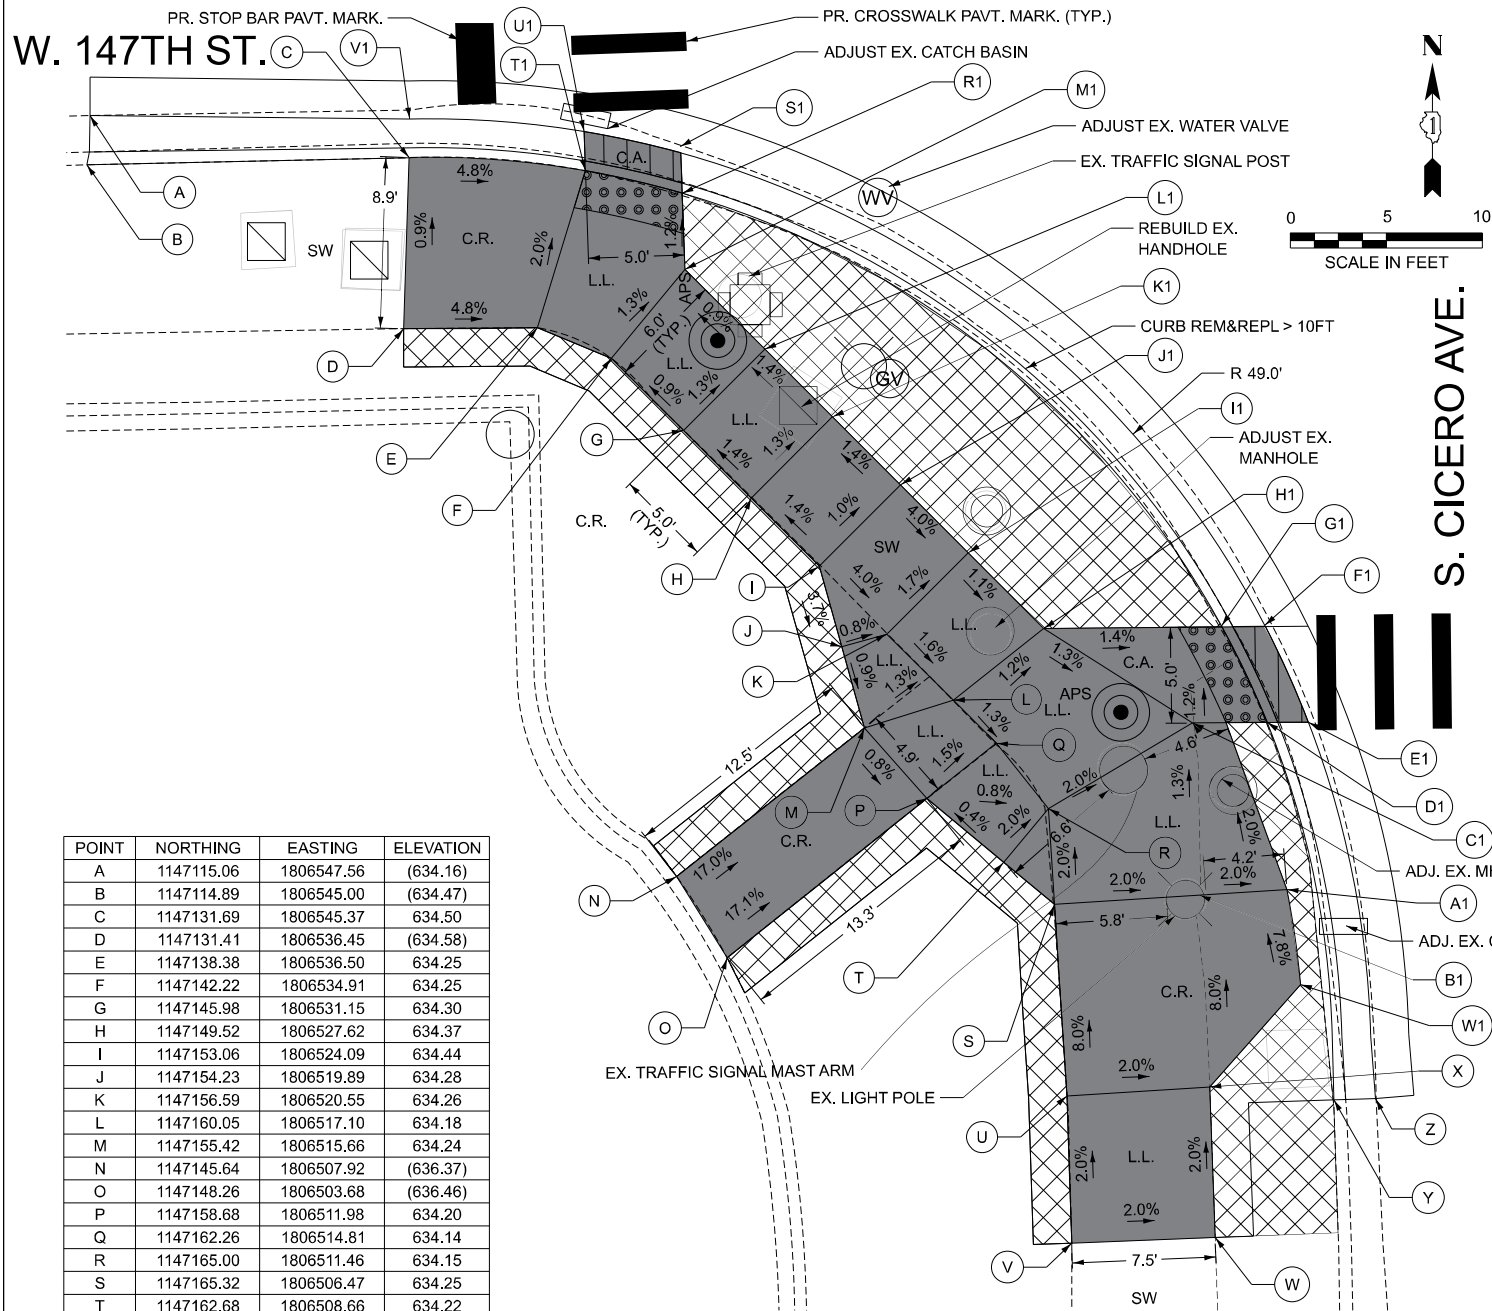 PR. STOP BAR PAVT. MARK.
U1
PR. CROSSWALK PAVT. MARK. (TYP.)
W. 147TH ST.
C
V1
T1
ADJUST EX. CATCH BASIN
R1
M1
S1
N
ADJUST EX. WATER VALVE
EX. TRAFFIC SIGNAL POST
C.A.
4.8%
8.9'
A
WV
L1
0 5 10
SCALE IN FEET
REBUILD EX.
HANDHOLE
B
SW
0.9%
C.R.
2.0%
1.2%
5.0'
L.L.
APS
K1
1.3%
4.8%
6.0'
(TYP.)
0.9%
CURB REM&REPL > 10FT
S. CICERO AVE.
D
L.L.
0.9%
1.3%
1.4%
GV
J1
R 49.0'
L.L.
I1
G
1.3%
E
1.4%
1.4%
ADJUST EX.
MANHOLE
F
C.R.
5.0'
(TYP.)
1.4%
1.0%
4.0%
H1
G1
SW
H
I
4.0%
1.7%
1.1%
F1
3.7%
J
0.8%
L.L.
1.6%
1.4%
C.A.
5.0'
K
L.L.
0.9%
1.3%
1.2%
1.3%
APS
1.2%
L
L.L.
1.3%
L.L.
4.9'
1.5%
Q
4.6'
E1
12.5'
0.8%
L.L.
0.8%
2.0%
1.3%
D1
M
P
0.4%
2.0%
6.6'
L.L.
2.0%
C1
C.R.
R
2.0%
4.2'
ADJ. EX.
17.0%
2.0%
2.0%
N
17.1%
5.8'
A1
13.3'
7.8%
ADJ. EX.
T
C.R.
8.0%
B1
O
S
8.0%
W1
EX. TRAFFIC SIGNAL MAST ARM
2.0%
X
EX. LIGHT POLE
U
Z
L.L.
2.0%
2.0%
Y
2.0%
V
7.5'
W
SW
POINT NORTHING EASTING ELEVATION
A 1147115.06 1806547.56 (634.16)
B 1147114.89 1806545.00 (634.47)
C 1147131.69 1806545.37 634.50
D 1147131.41 1806536.45 (634.58)
E 1147138.38 1806536.50 634.25
F 1147142.22 1806534.91 634.25
G 1147145.98 1806531.15 634.30
H 1147149.52 1806527.62 634.37
I 1147153.06 1806524.09 634.44
J 1147154.23 1806519.89 634.28
K 1147156.59 1806520.55 634.26
L 1147160.05 1806517.10 634.18
M 1147155.42 1806515.66 634.24
N 1147145.64 1806507.92 (636.37)
O 1147148.26 1806503.68 (636.46)
P 1147158.68 1806511.98 634.20
Q 1147162.26 1806514.81 634.14
R 1147165.00 1806511.46 634.15
S 1147165.32 1806506.47 634.25
T 1147162.68 1806508.66 634.22